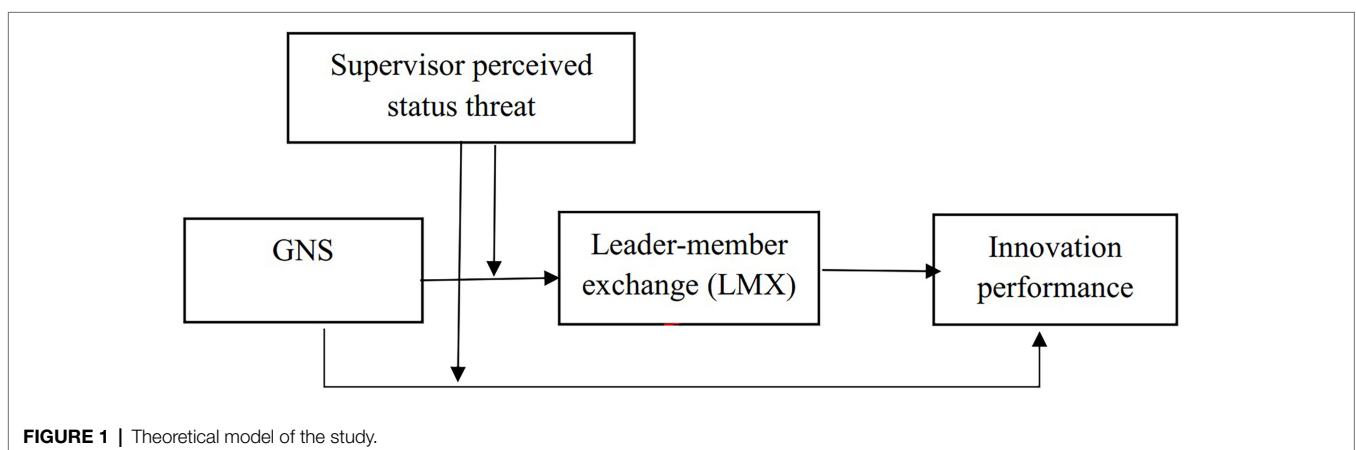 Supervisor perceived
status threat
GNS
Leader-member
exchange (LMX)
Innovation
performance
FIGURE 1 | Theoretical model of the study.